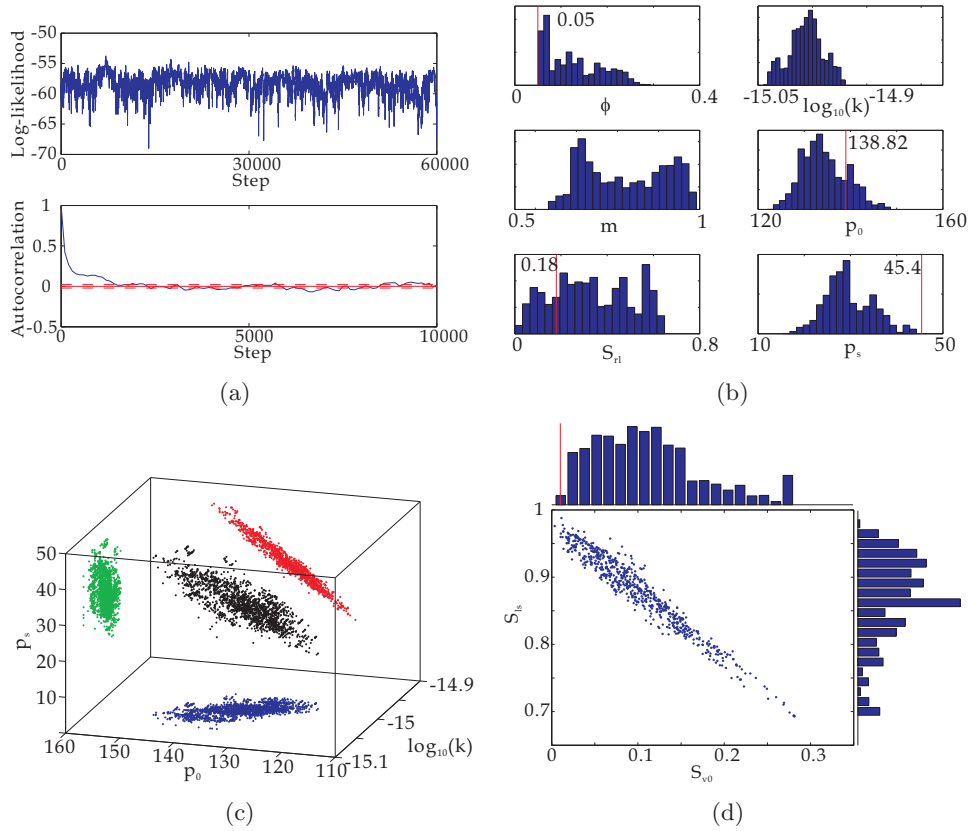 -50
-55
-60
-65
-70
Log-likelihood
0 30000 60000
Step
1
0.5
0
-0.5
Autocorrelation
0 5000 10000
Step
(a)
0.05
0 0.4
ϕ
-15.05 -14.9
log₁₀(k)
0.5 1
m
138.82
120 160
p₀
0.18
0 0.8
Sᵣₗ
45.4
10 50
pₛ
(b)
50
40
30
20
10
pₛ
160 150 140 130 120 110
p₀
-15.1
-15
-14.9
log₁₀(k)
(c)
1
0.9
0.8
0.7
Sₗₛ
0 0.1 0.2 0.3
Sᵥ₀
(d)